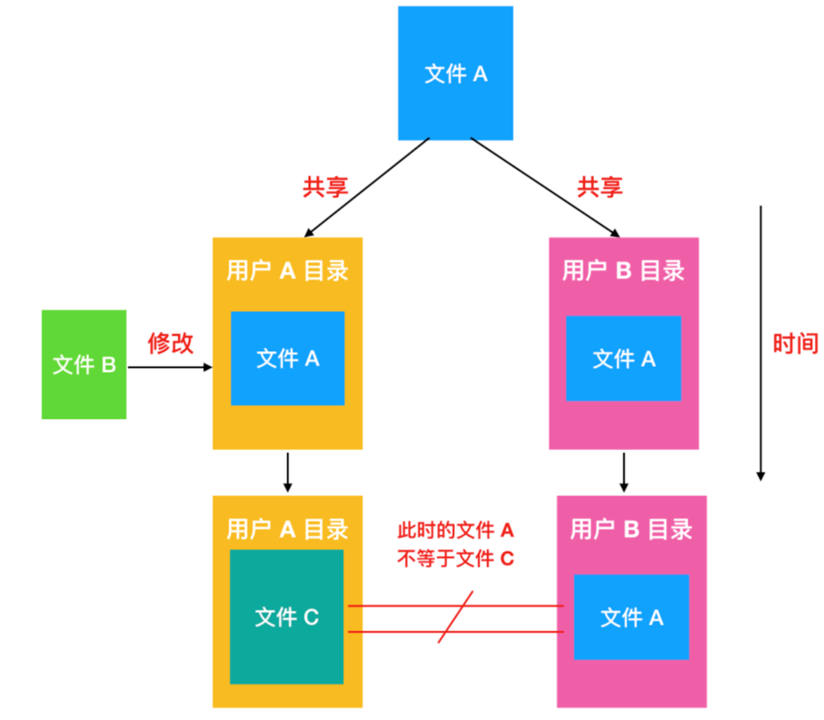 文件 A
共享
共享
用户 A 目录
用户 B 目录
文件 B
修改
文件 A
文件 A
时间
用户 A 目录
此时的文件 A
不等于文件 C
用户 B 目录
文件 C
文件 A